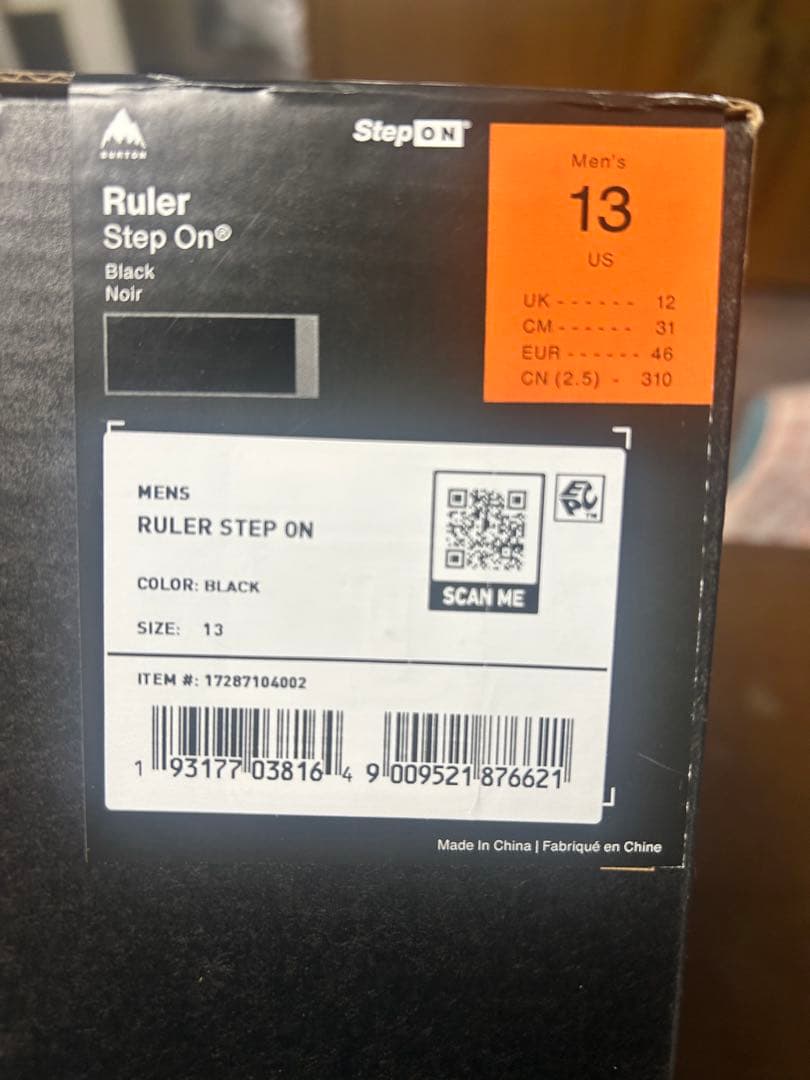 BURTON
Step ON
Ruler
Step On®
Black
Noir
Men's
13
US
UK - - - - - - 12
CM - - - - - - 31
EUR - - - - - - 46
CN (2.5) - 310
MENS
RULER STEP ON
COLOR: BLACK
SIZE: 13
EPC™
SCAN ME
ITEM #: 17287104002
1 93177 03816 4
9 009521 876621
Made In China | Fabriqué en Chine